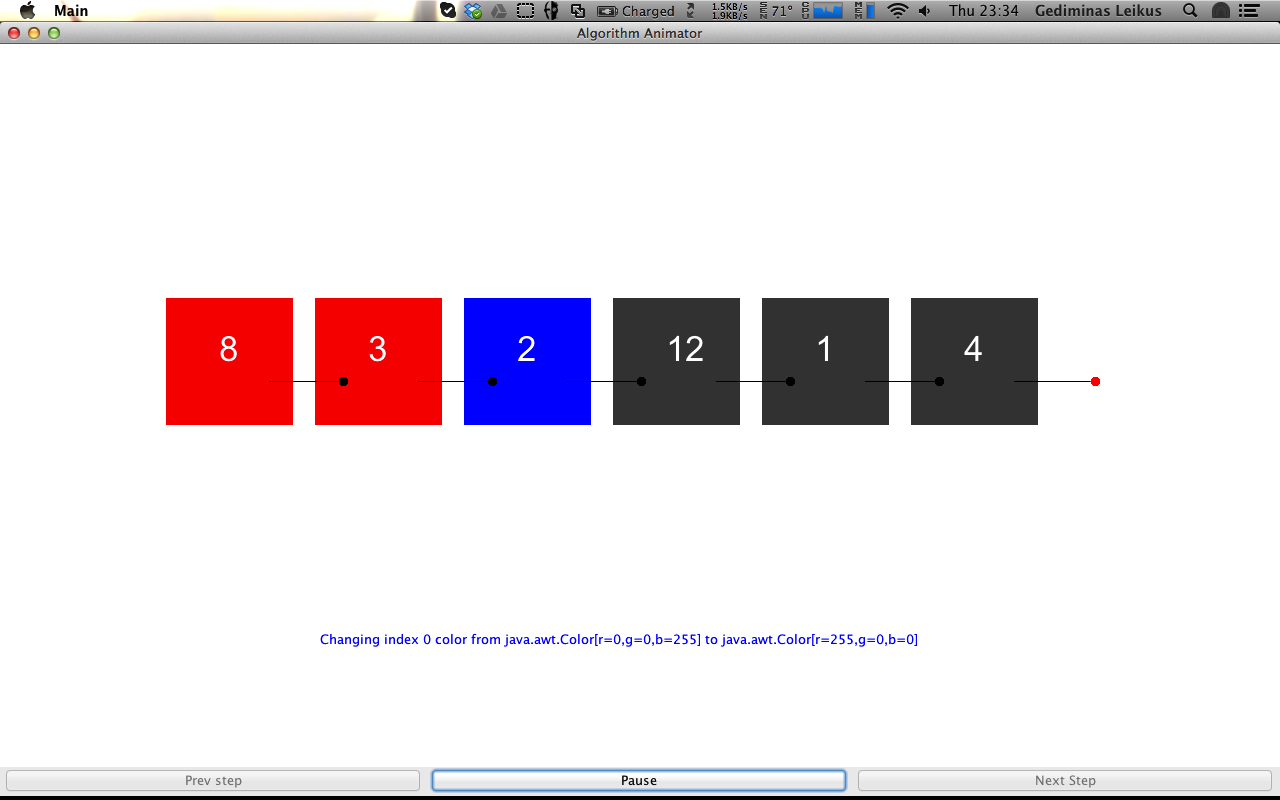 Main Charged 1.5KB/s 1.9KB/s SEN 71° CPU MEM Thu 23:34 Gediminas Leikus
Algorithm Animator
8 3 2 12 1 4
Changing index 0 color from java.awt.Color[r=0,g=0,b=255] to java.awt.Color[r=255,g=0,b=0]
Prev step Pause Next Step